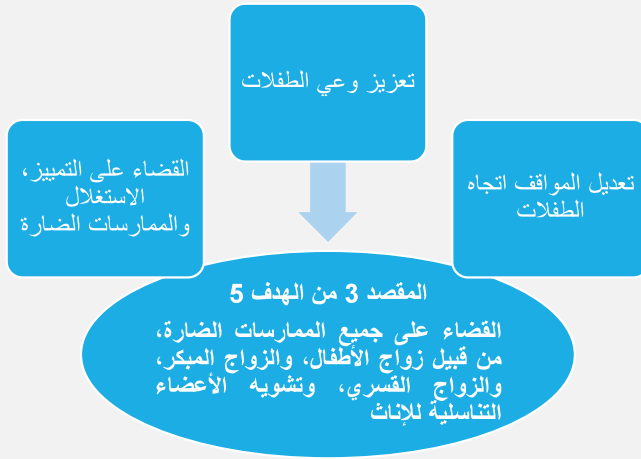 تعزيز وعي الطفلات
تعديل المواقف اتجاه
الطفلات
القضاء على التمييز،
الاستغلال
والممارسات الضارة
المقصد 3 من الهدف 5
القضاء على جميع الممارسات الضارة،
من قبيل زواج الأطفال، والزواج المبكر،
والزواج القسري، وتشويه الأعضاء
التناسلية للإناث